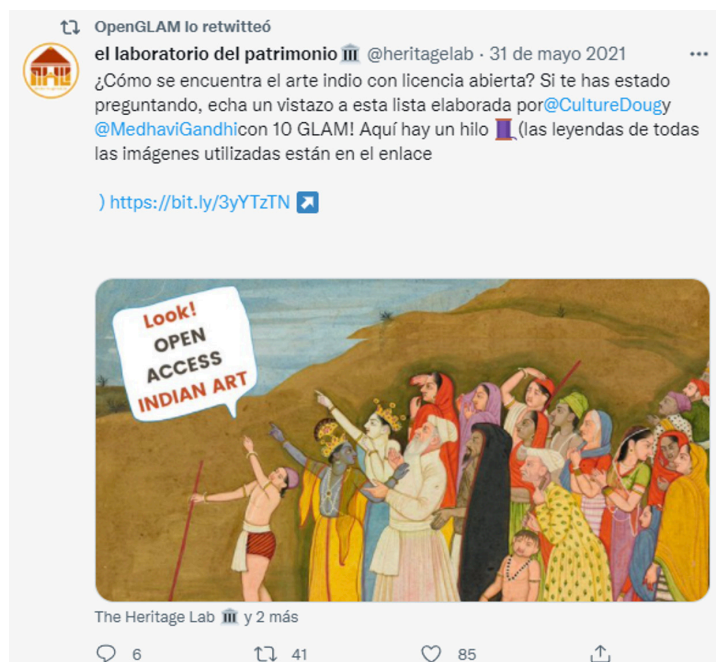 OpenGLAM lo retwitteó
el laboratorio del patrimonio🏛 @heritagelab · 31 de mayo 2021
¿Cómo se encuentra el arte indio con licencia abierta? Si te has estado
preguntando, echa un vistazo a esta lista elaborada por@CultureDougy
@MedhaviGandhicon 10 GLAM! Aquí hay un hilo 🧵(las leyendas de todas
las imágenes utilizadas están en el enlace
) https://bit.ly/3yYTzTN ↗
Look!
OPEN
ACCESS
INDIAN ART
The Heritage Lab 🏛 y 2 más
6 41 85